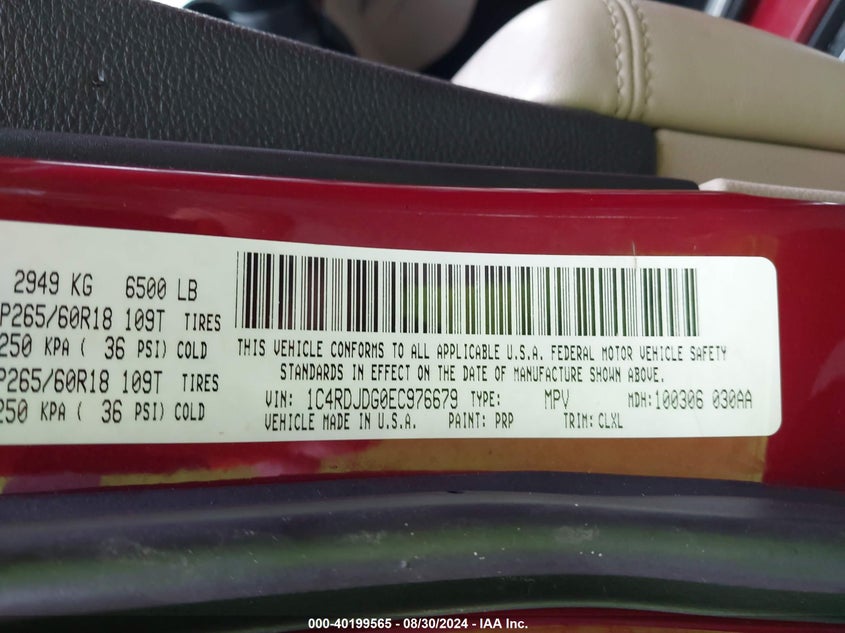 2949 KG 6500 LB
P265/60R18 109T TIRES
250 KPA ( 36 PSI) COLD
P265/60R18 109T TIRES
250 KPA ( 36 PSI) COLD
THIS VEHICLE CONFORMS TO ALL APPLICABLE U.S.A. FEDERAL MOTOR VEHICLE SAFETY
STANDARDS IN EFFECT ON THE DATE OF MANUFACTURE SHOWN ABOVE.
VIN: 1C4RDJDG0EC976679 TYPE: MPV MDH: 100306 030AA
VEHICLE MADE IN U.S.A. PAINT: PRP TRIM: CLXL
000-40199565 - 08/30/2024 - IAA Inc.